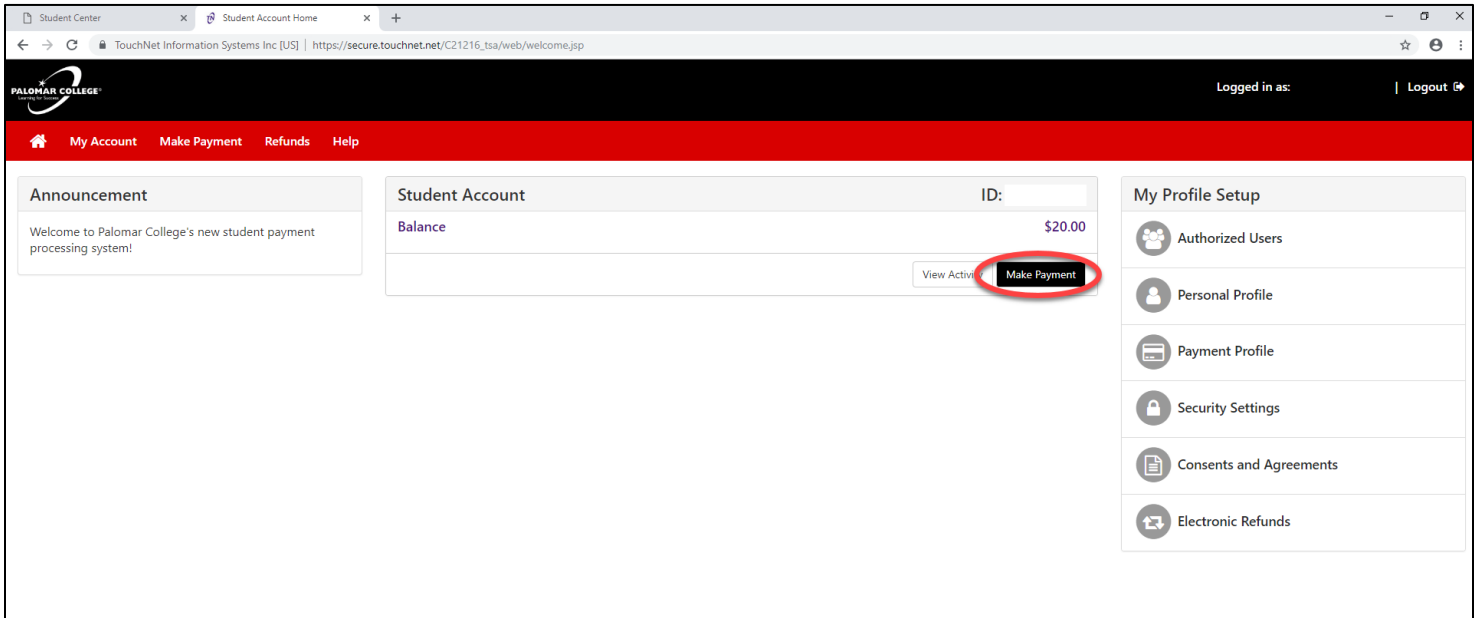 Student Center
Student Account Home
TouchNet Information Systems Inc [US] | https://secure.touchnet.net/C21216_tsa/web/welcome.jsp
PALOMAR COLLEGE®
Learning for Success
Logged in as:
| Logout
My Account Make Payment Refunds Help
Announcement
Welcome to Palomar College's new student payment
processing system!
Student Account ID:
Balance $20.00
View Activity Make Payment
My Profile Setup
Authorized Users
Personal Profile
Payment Profile
Security Settings
Consents and Agreements
Electronic Refunds